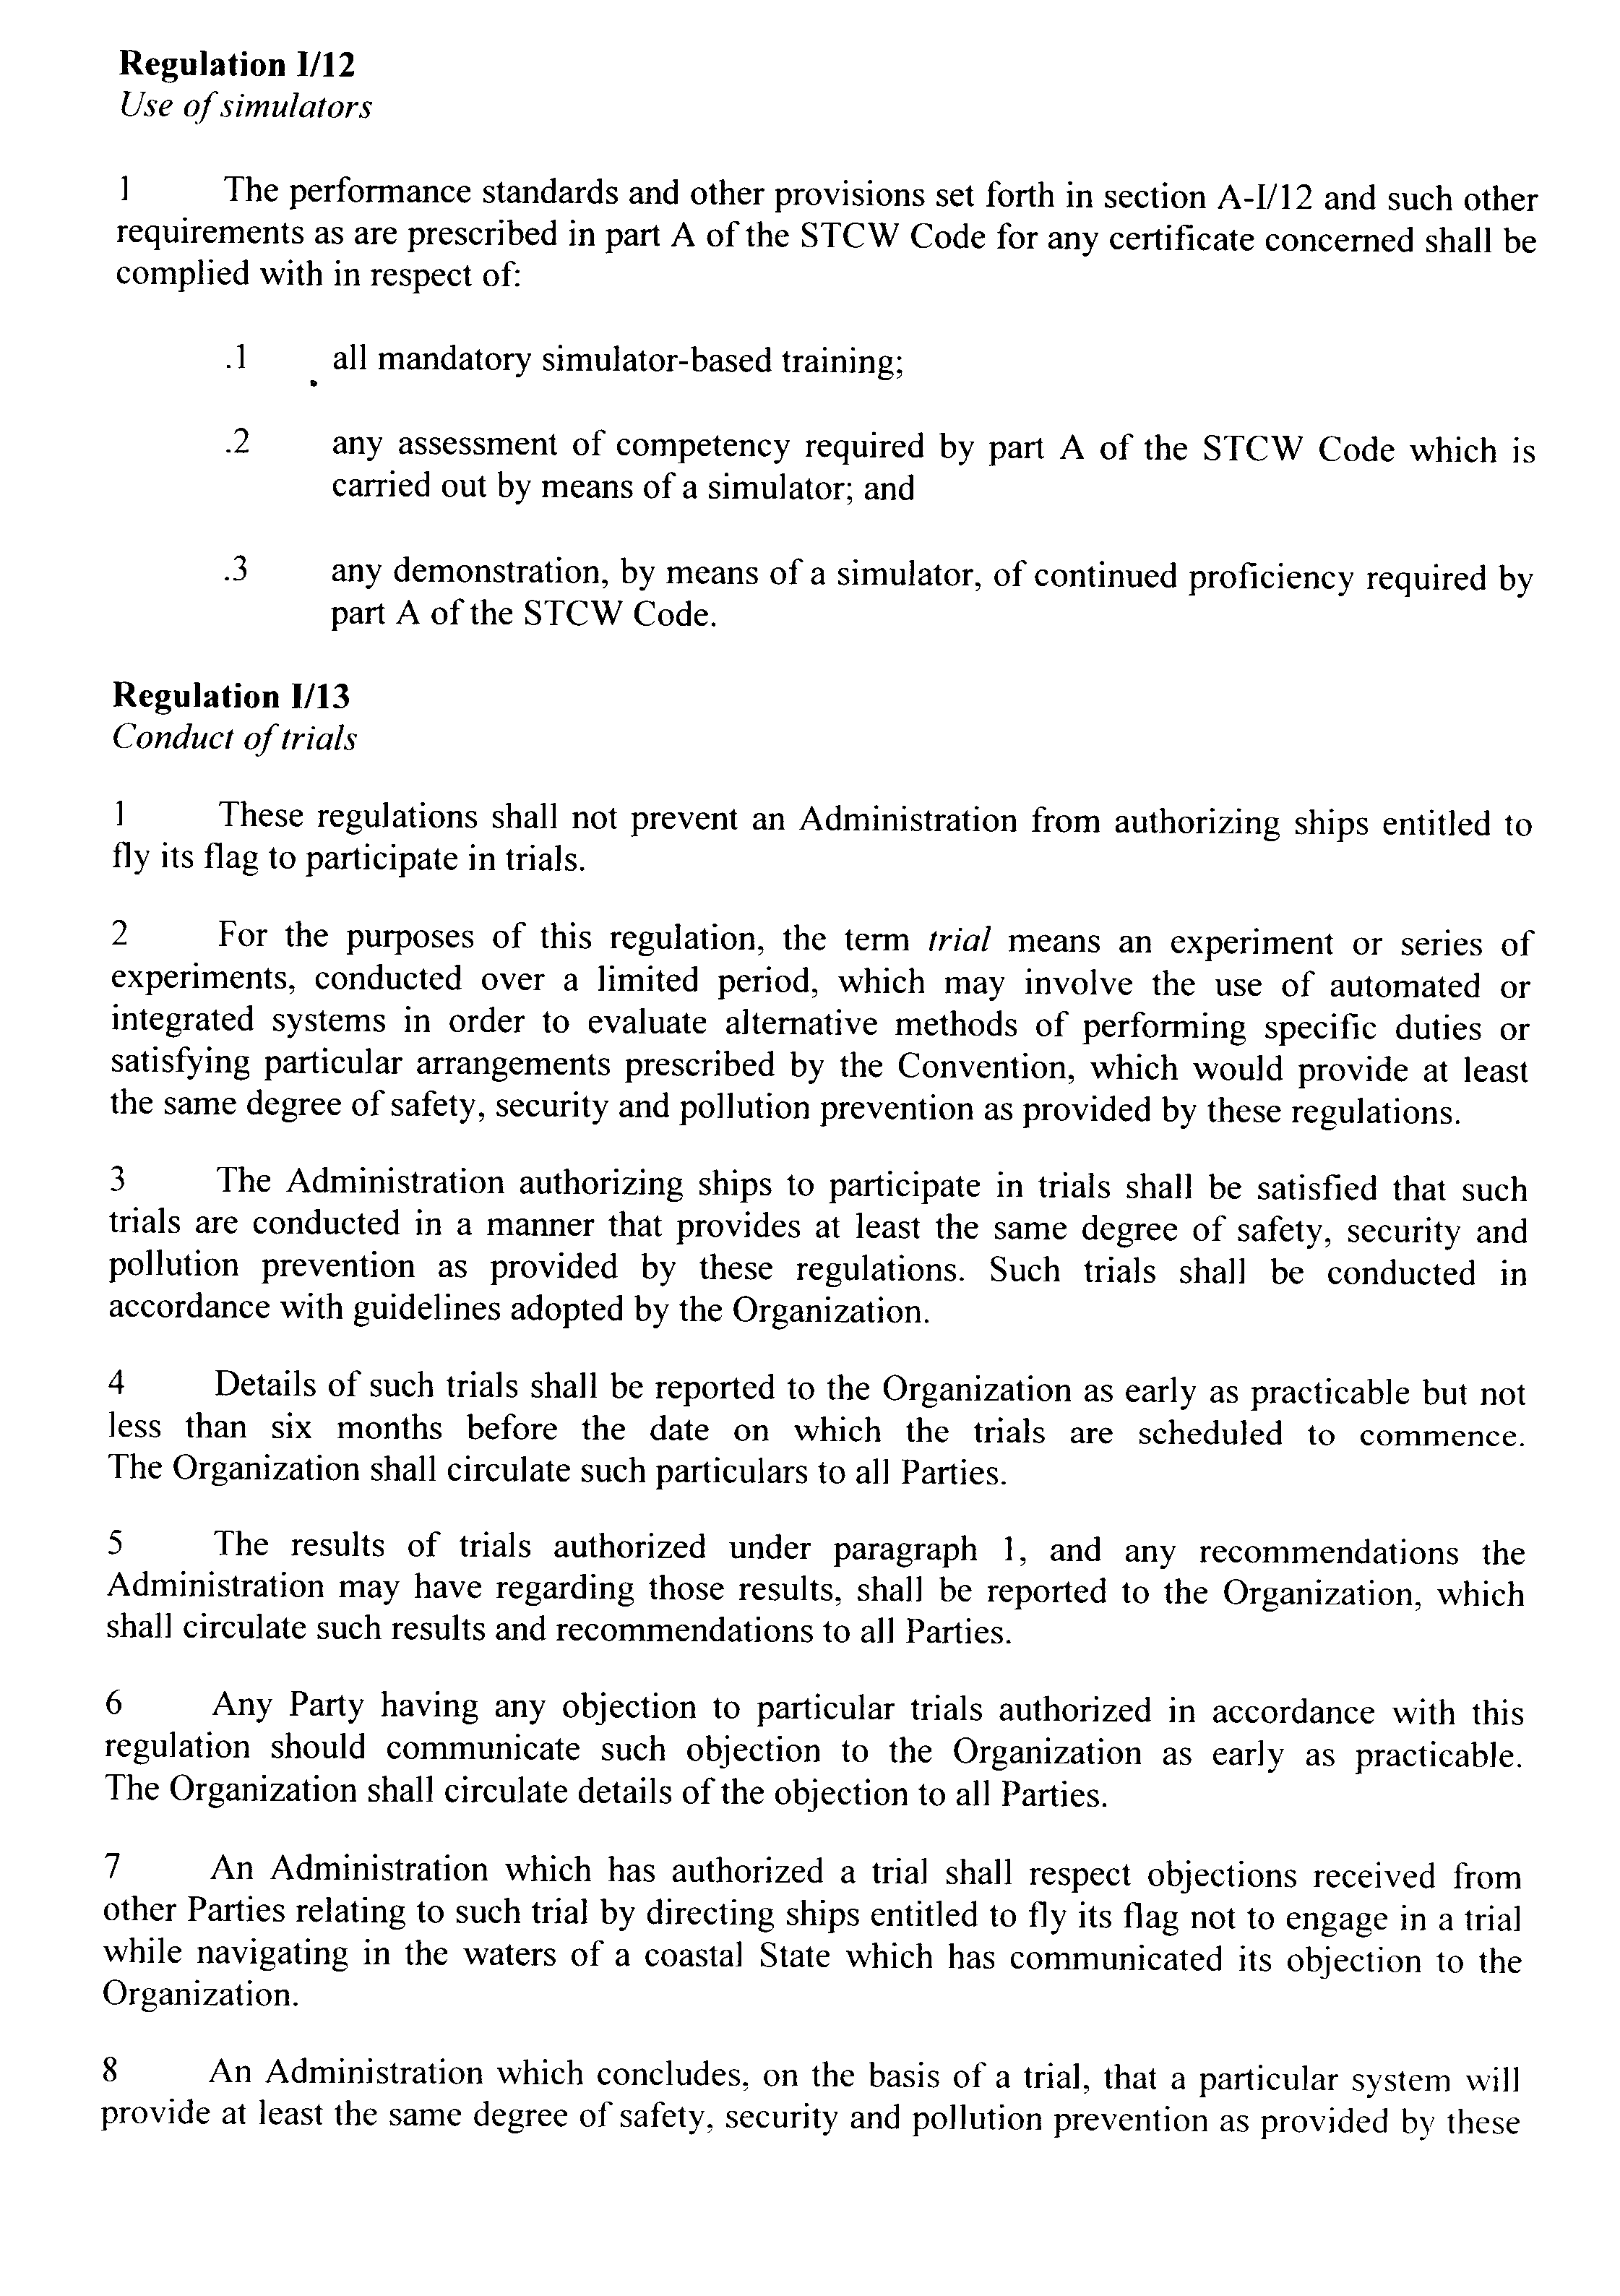 Regulation I/12
Use of simulators
1 The performance standards and other provisions set forth in section A-I/12 and such other
requirements as are prescribed in part A of the STCW Code for any certificate concerned shall be
complied with in respect of:
.1 all mandatory simulator-based training;
.2 any assessment of competency required by part A of the STCW Code which is
carried out by means of a simulator; and
.3 any demonstration, by means of a simulator, of continued proficiency required by
part A of the STCW Code.
Regulation I/13
Conduct of trials
1 These regulations shall not prevent an Administration from authorizing ships entitled to
fly its flag to participate in trials.
2 For the purposes of this regulation, the term trial means an experiment or series of
experiments, conducted over a limited period, which may involve the use of automated or
integrated systems in order to evaluate alternative methods of performing specific duties or
satisfying particular arrangements prescribed by the Convention, which would provide at least
the same degree of safety, security and pollution prevention as provided by these regulations.
3 The Administration authorizing ships to participate in trials shall be satisfied that such
trials are conducted in a manner that provides at least the same degree of safety, security and
pollution prevention as provided by these regulations. Such trials shall be conducted in
accordance with guidelines adopted by the Organization.
4 Details of such trials shall be reported to the Organization as early as practicable but not
less than six months before the date on which the trials are scheduled to commence.
The Organization shall circulate such particulars to all Parties.
5 The results of trials authorized under paragraph 1, and any recommendations the
Administration may have regarding those results, shall be reported to the Organization, which
shall circulate such results and recommendations to all Parties.
6 Any Party having any objection to particular trials authorized in accordance with this
regulation should communicate such objection to the Organization as early as practicable.
The Organization shall circulate details of the objection to all Parties.
7 An Administration which has authorized a trial shall respect objections received from
other Parties relating to such trial by directing ships entitled to fly its flag not to engage in a trial
while navigating in the waters of a coastal State which has communicated its objection to the
Organization.
8 An Administration which concludes, on the basis of a trial, that a particular system will
provide at least the same degree of safety, security and pollution prevention as provided by these